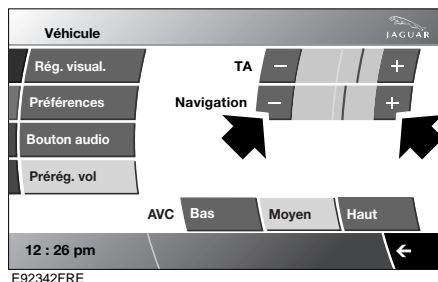 Véhicule
JAGUAR
Rég. visual.
TA − +
Préférences
Navigation − +
Bouton audio
Prérég. vol
AVC Bas Moyen Haut
12 : 26 pm
E92342FRE